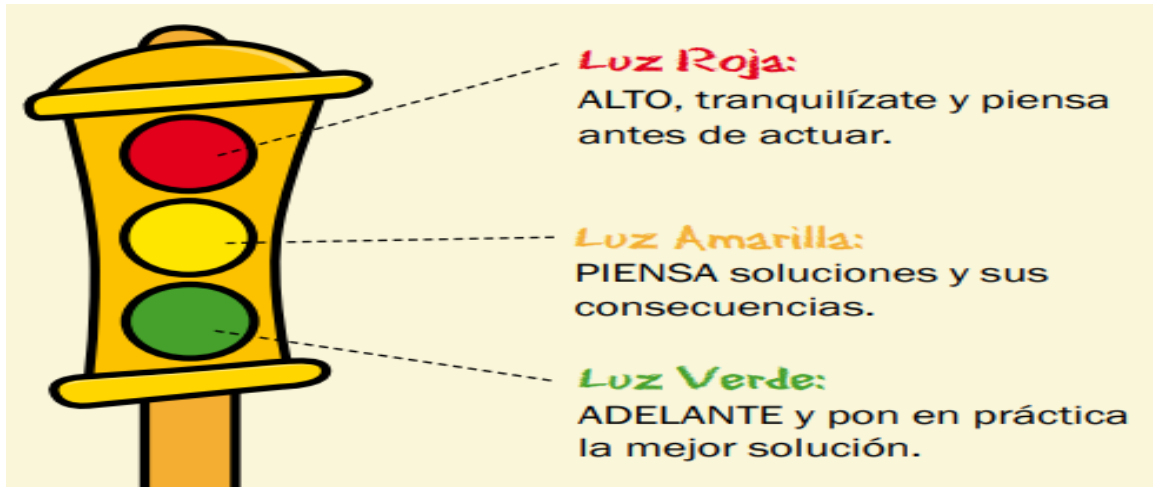 Luz Roja:
ALTO, tranquilízate y piensa
antes de actuar.
Luz Amarilla:
PIENSA soluciones y sus
consecuencias.
Luz Verde:
ADELANTE y pon en práctica
la mejor solución.